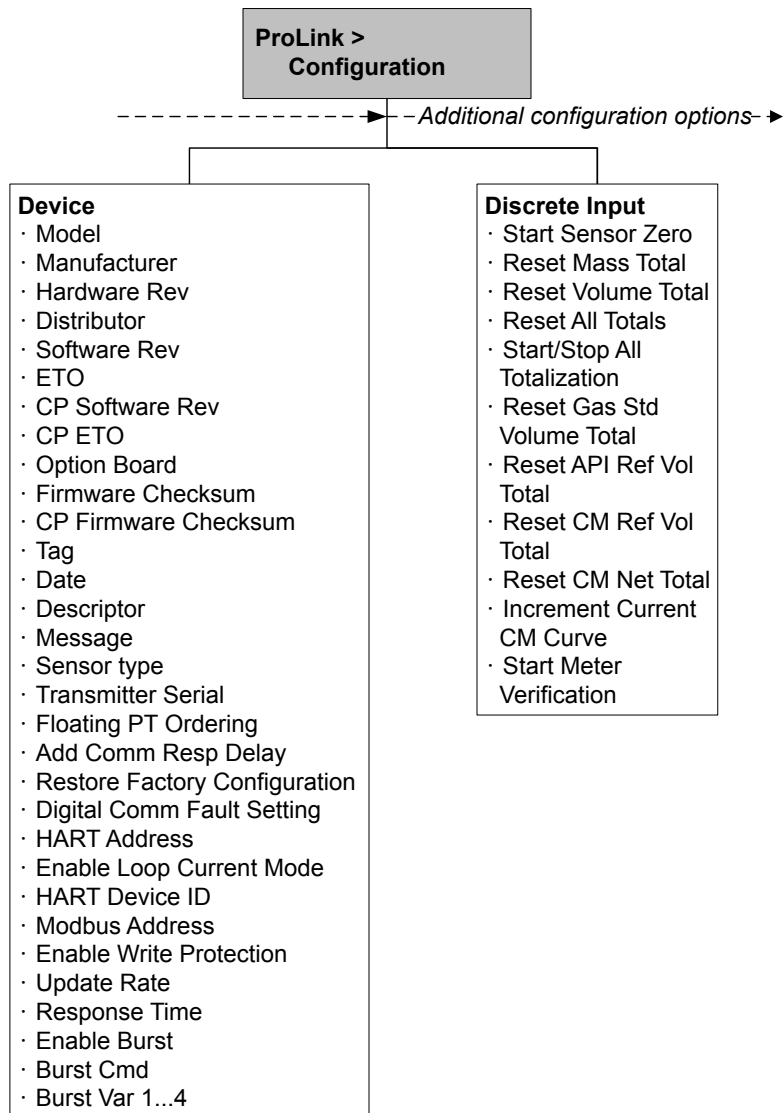 ProLink >
Configuration
Additional configuration options
Device
· Model
· Manufacturer
· Hardware Rev
· Distributor
· Software Rev
· ETO
· CP Software Rev
· CP ETO
· Option Board
· Firmware Checksum
· CP Firmware Checksum
· Tag
· Date
· Descriptor
· Message
· Sensor type
· Transmitter Serial
· Floating PT Ordering
· Add Comm Resp Delay
· Restore Factory Configuration
· Digital Comm Fault Setting
· HART Address
· Enable Loop Current Mode
· HART Device ID
· Modbus Address
· Enable Write Protection
· Update Rate
· Response Time
· Enable Burst
· Burst Cmd
· Burst Var 1...4
Discrete Input
· Start Sensor Zero
· Reset Mass Total
· Reset Volume Total
· Reset All Totals
· Start/Stop All
Totalization
· Reset Gas Std
Volume Total
· Reset API Ref Vol
Total
· Reset CM Ref Vol
Total
· Reset CM Net Total
· Increment Current
CM Curve
· Start Meter
Verification